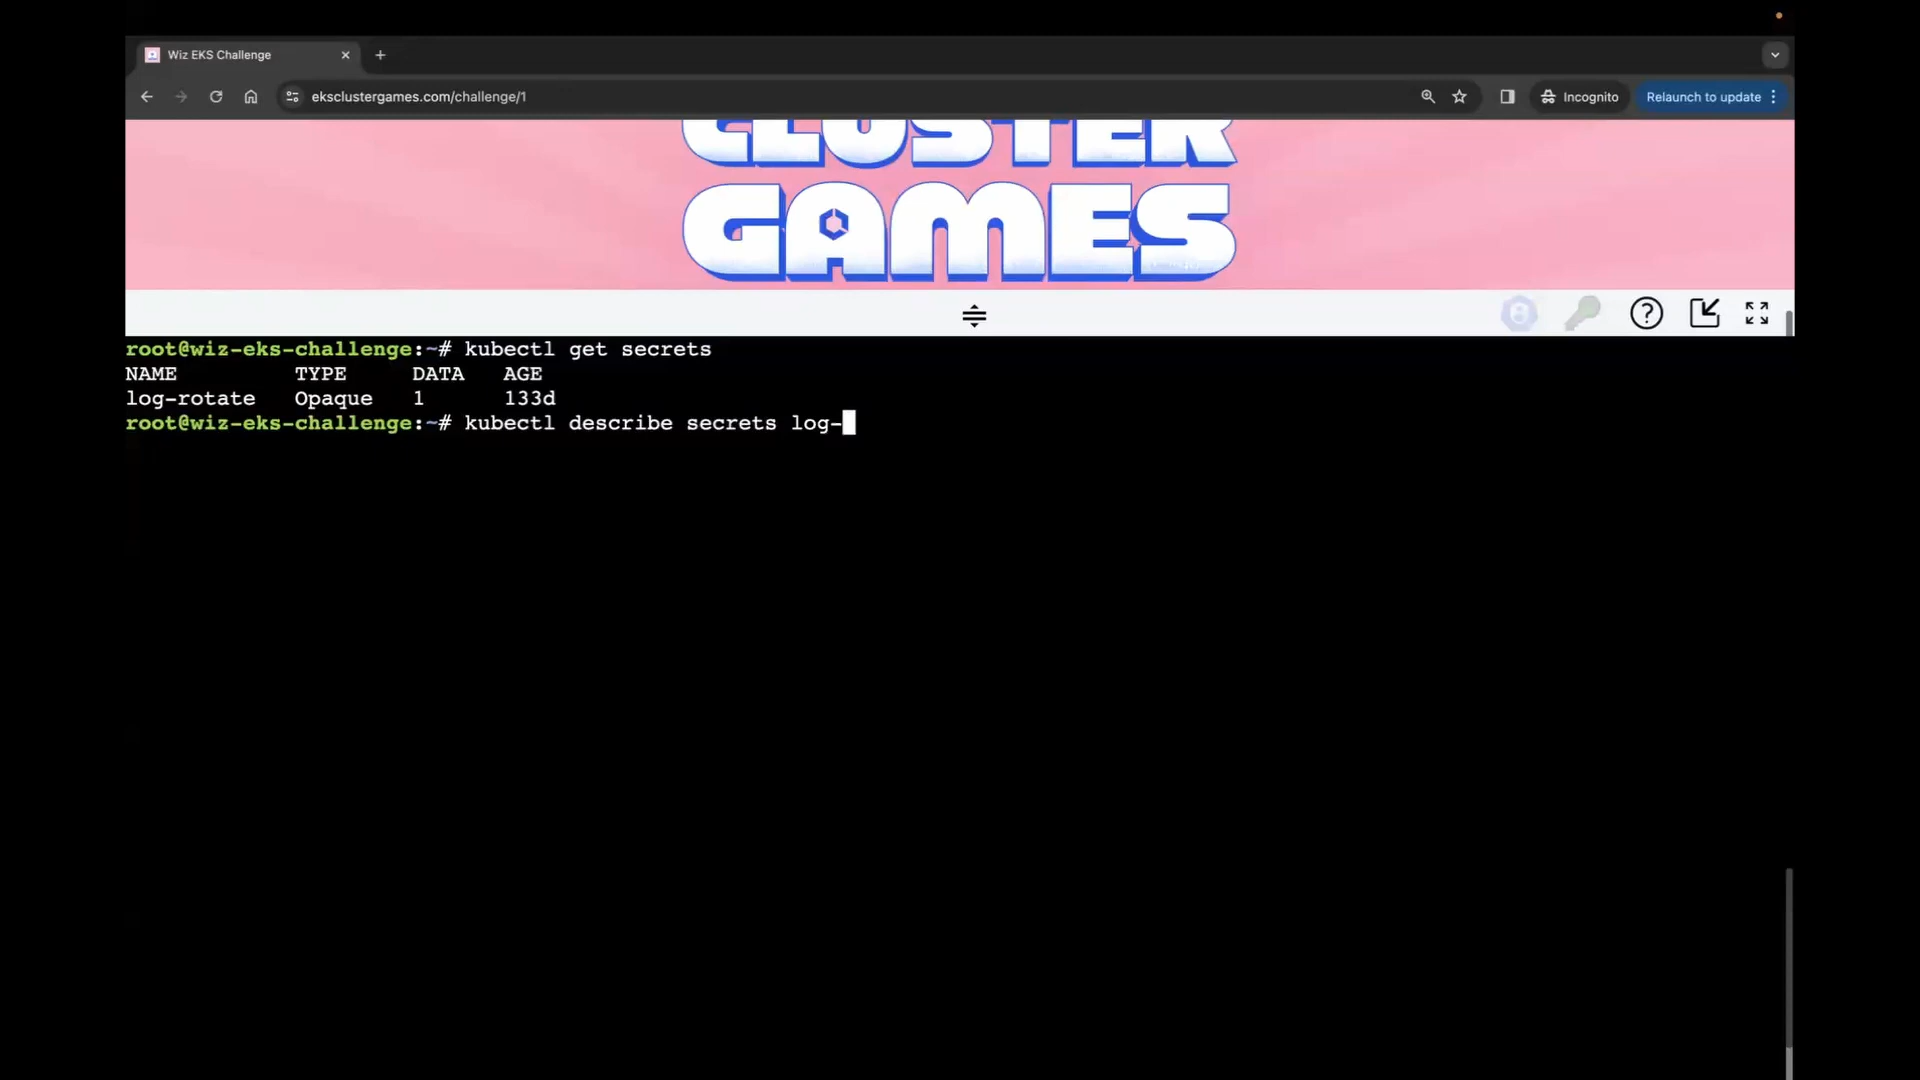 Wiz EKS Challenge
eksclustergames.com/challenge/1
Incognito
Relaunch to update
CLUSTER
GAMES
root@wiz-eks-challenge:~# kubectl get secrets
NAME TYPE DATA AGE
log-rotate Opaque 1 133d
root@wiz-eks-challenge:~# kubectl describe secrets log-